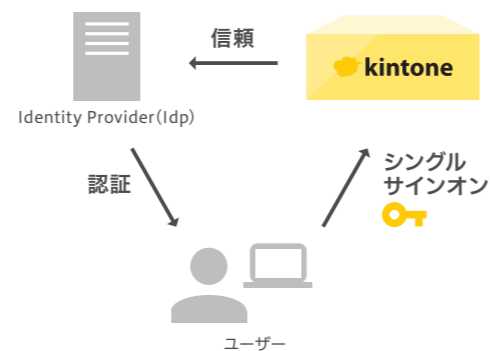 信頼
kintone
Identity Provider(Idp)
認証
シングル
サインオン
ユーザー